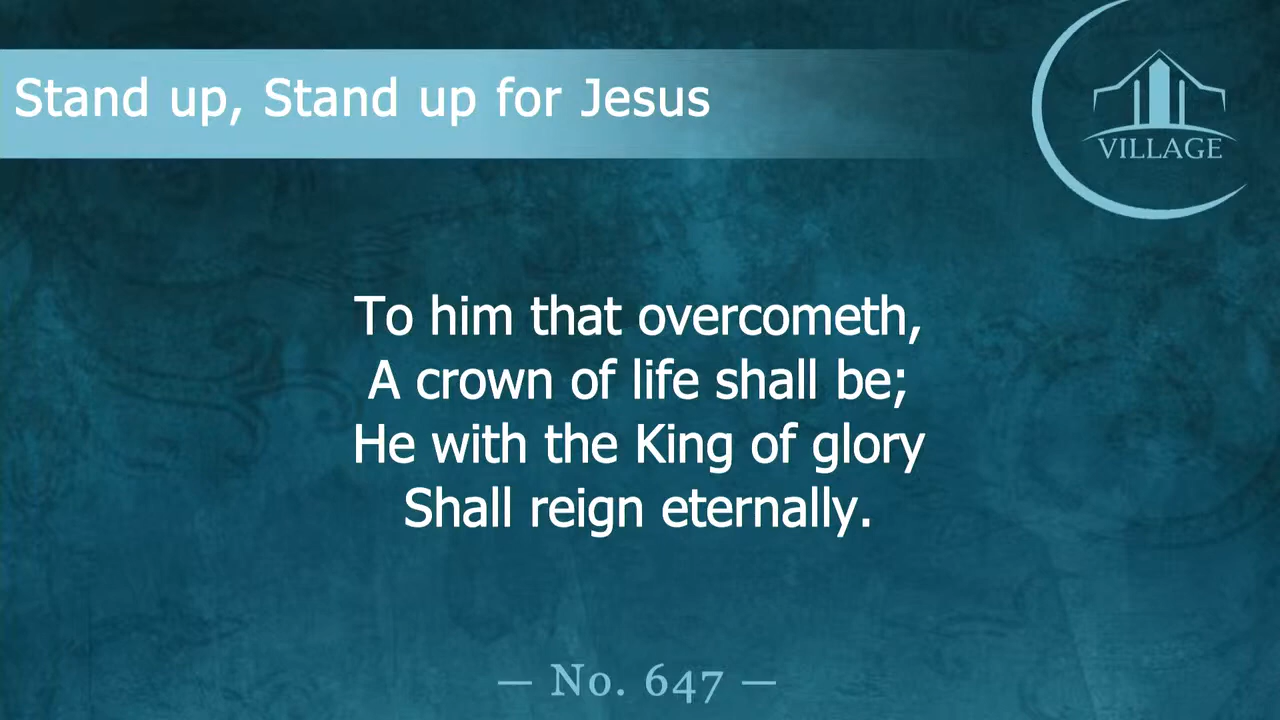 Stand up, Stand up for Jesus
VILLAGE
To him that overcometh,
A crown of life shall be;
He with the King of glory
Shall reign eternally.
— No. 647 —